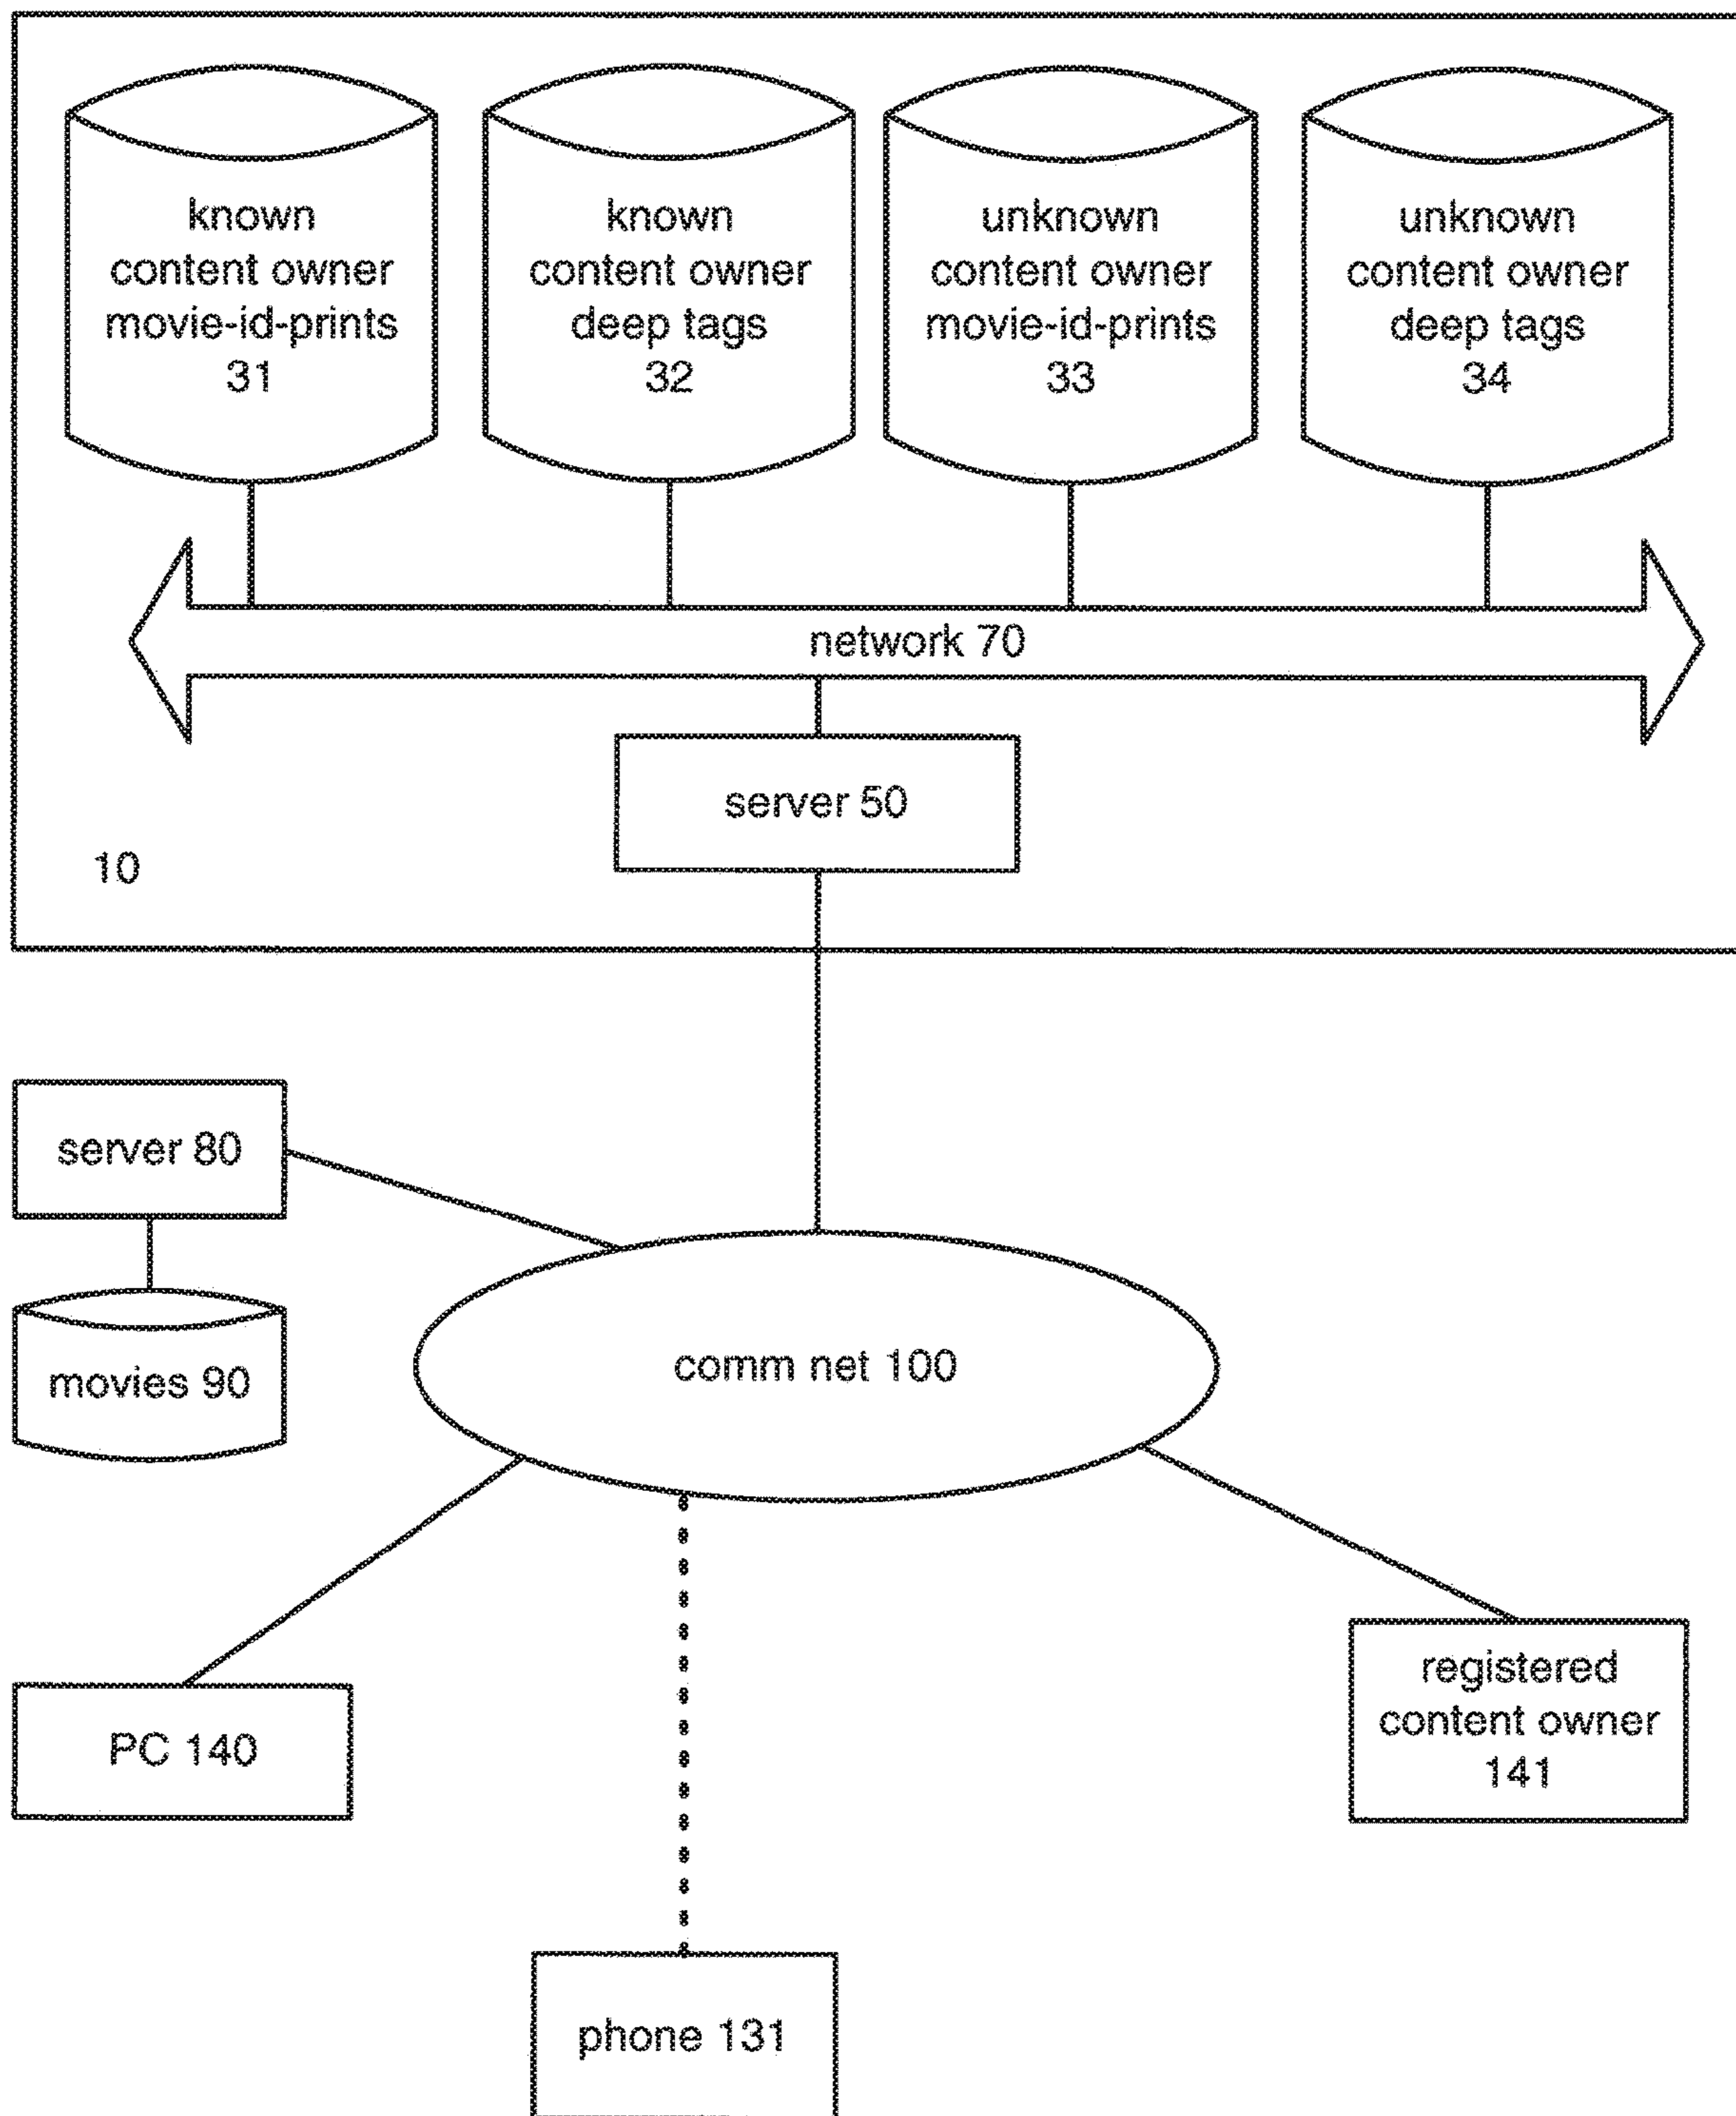 known
content owner
movie-id-prints
31
known
content owner
deep tags
32
unknown
content owner
movie-id-prints
33
unknown
content owner
deep tags
34
network 70
server 50
10
server 80
movies 90
comm net 100
PC 140
registered
content owner
141
phone 131